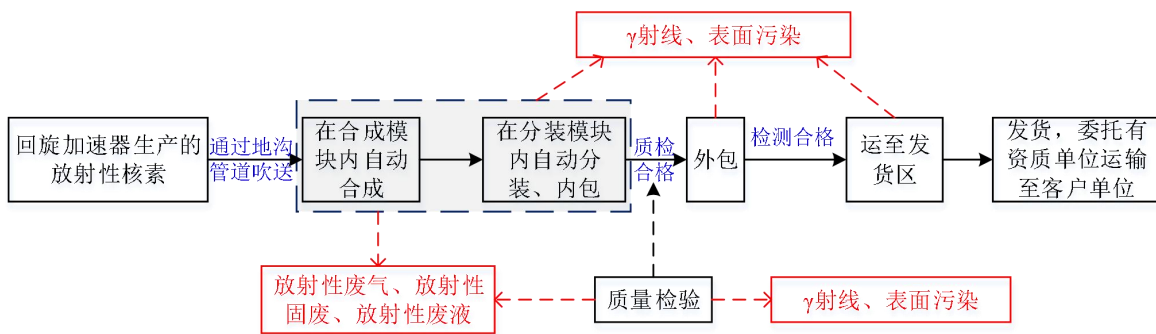 γ射线、表面污染
回旋加速器生产的
放射性核素
通过地沟
管道吹送
在合成模
块内自动
合成
在分装模块
内自动分
装、内包
质检
合格
外包
检测合格
运至发
货区
发货，委托有
资质单位运输
至客户单位
放射性废气、放射性
固废、放射性废液
质量检验
γ射线、表面污染